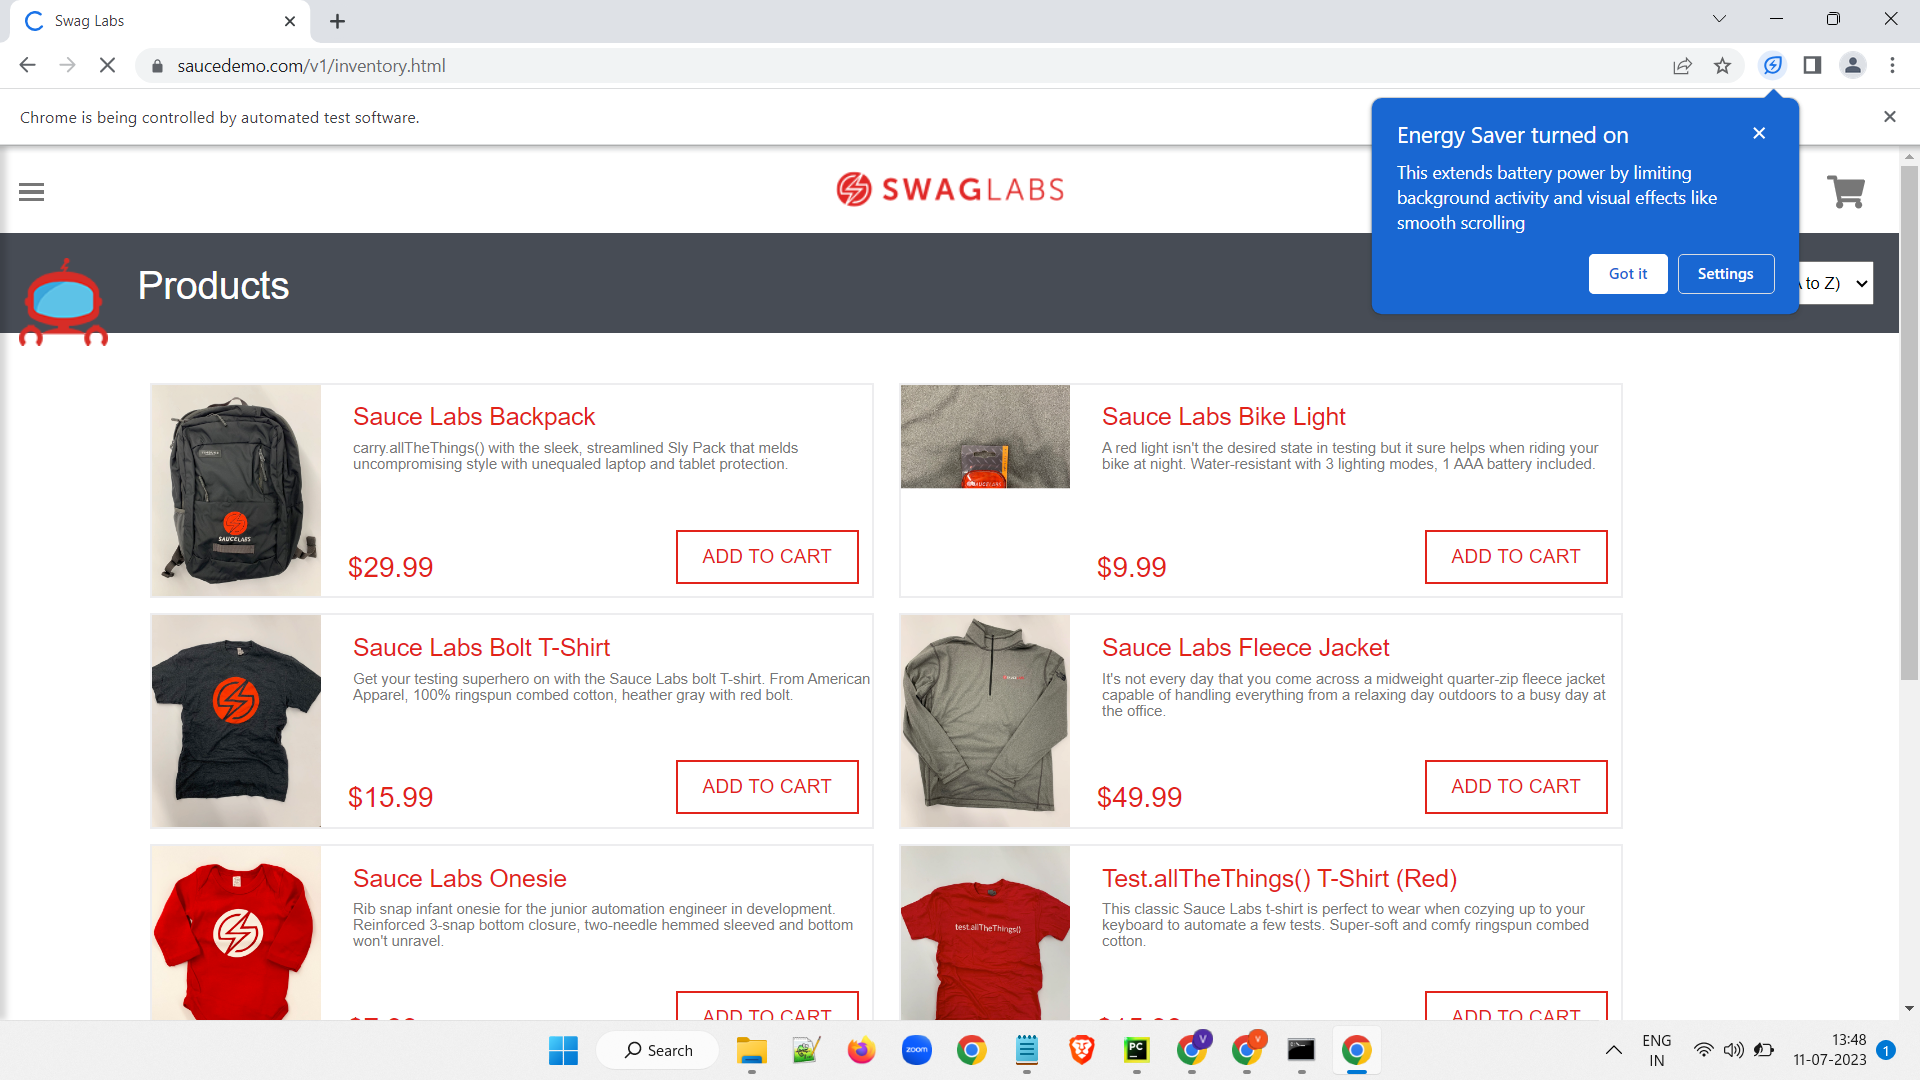 Swag Labs
saucedemo.com/v1/inventory.html
Chrome is being controlled by automated test software.
Energy Saver turned on
This extends battery power by limiting
background activity and visual effects like
smooth scrolling
Got it
Settings
SWAGLABS
Products
to Z)
Sauce Labs Backpack
carry.allTheThings() with the sleek, streamlined Sly Pack that melds
uncompromising style with unequaled laptop and tablet protection.
$29.99
ADD TO CART
SAUCELABS
Sauce Labs Bike Light
A red light isn't the desired state in testing but it sure helps when riding your
bike at night. Water-resistant with 3 lighting modes, 1 AAA battery included.
$9.99
ADD TO CART
Sauce Labs Bolt T-Shirt
Get your testing superhero on with the Sauce Labs bolt T-shirt. From American
Apparel, 100% ringspun combed cotton, heather gray with red bolt.
$15.99
ADD TO CART
Sauce Labs Fleece Jacket
It's not every day that you come across a midweight quarter-zip fleece jacket
capable of handling everything from a relaxing day outdoors to a busy day at
the office.
$49.99
ADD TO CART
Sauce Labs Onesie
Rib snap infant onesie for the junior automation engineer in development.
Reinforced 3-snap bottom closure, two-needle hemmed sleeved and bottom
won't unravel.
ADD TO CART
Test.allTheThings() T-Shirt (Red)
This classic Sauce Labs t-shirt is perfect to wear when cozying up to your
keyboard to automate a few tests. Super-soft and comfy ringspun combed
cotton.
test.allTheThings()
ADD TO CART
Search
zoom
PC
V
V
ENG
IN
13:48
11-07-2023
1